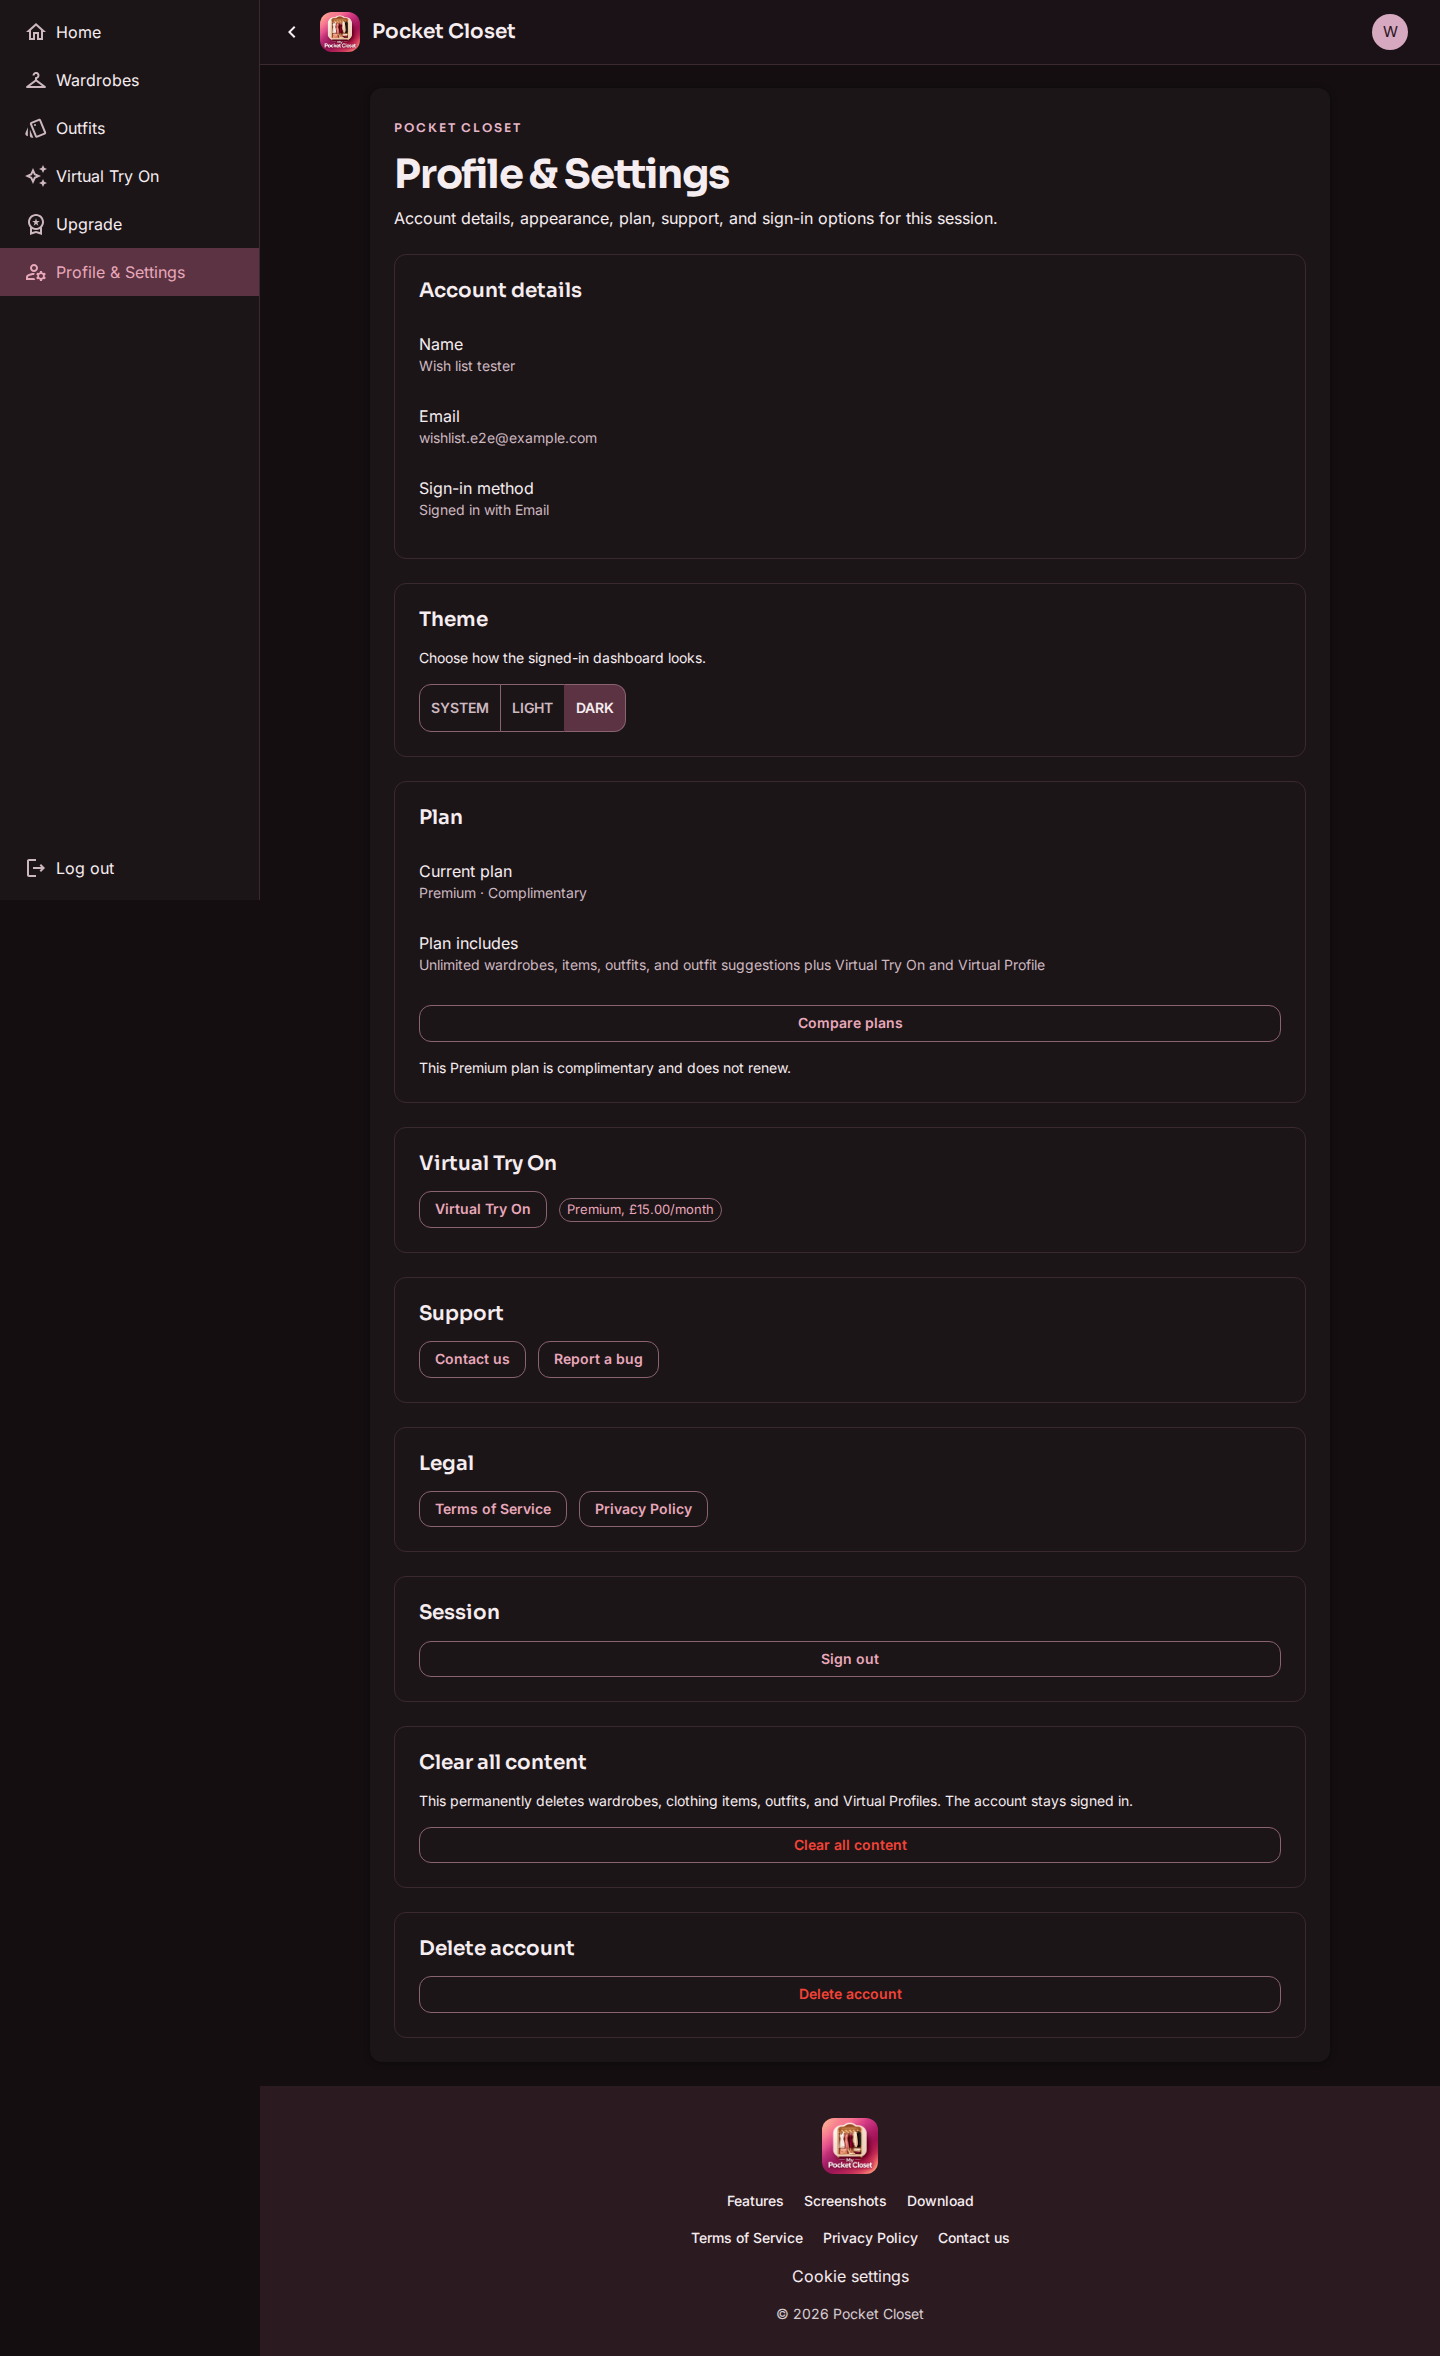 Home
Wardrobes
Outfits
Virtual Try On
Upgrade
Profile & Settings
Log out
My
Pocket Closet
Pocket Closet
W
POCKET CLOSET
Profile & Settings
Account details, appearance, plan, support, and sign-in options for this session.
Account details
Name
Wish list tester
Email
wishlist.e2e@example.com
Sign-in method
Signed in with Email
Theme
Choose how the signed-in dashboard looks.
SYSTEM LIGHT DARK
Plan
Current plan
Premium · Complimentary
Plan includes
Unlimited wardrobes, items, outfits, and outfit suggestions plus Virtual Try On and Virtual Profile
Compare plans
This Premium plan is complimentary and does not renew.
Virtual Try On
Virtual Try On Premium, £15.00/month
Support
Contact us Report a bug
Legal
Terms of Service Privacy Policy
Session
Sign out
Clear all content
This permanently deletes wardrobes, clothing items, outfits, and Virtual Profiles. The account stays signed in.
Clear all content
Delete account
Delete account
My
Pocket Closet
Features Screenshots Download
Terms of Service Privacy Policy Contact us
Cookie settings
© 2026 Pocket Closet